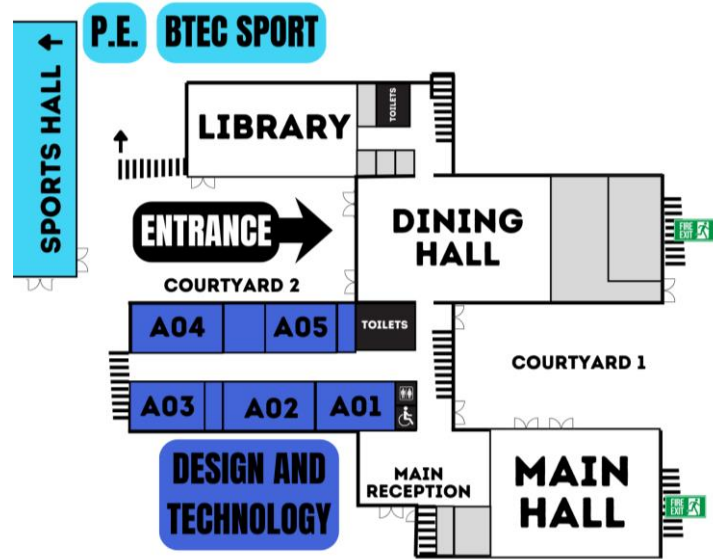 P.E. BTEC SPORT
SPORTS HALL
LIBRARY
TOILETS
ENTRANCE
DINING
HALL
FIRE
EXIT
COURTYARD 2
A04
A05
TOILETS
COURTYARD 1
A03
A02
A01
DESIGN AND
TECHNOLOGY
MAIN
RECEPTION
MAIN
HALL
FIRE
EXIT